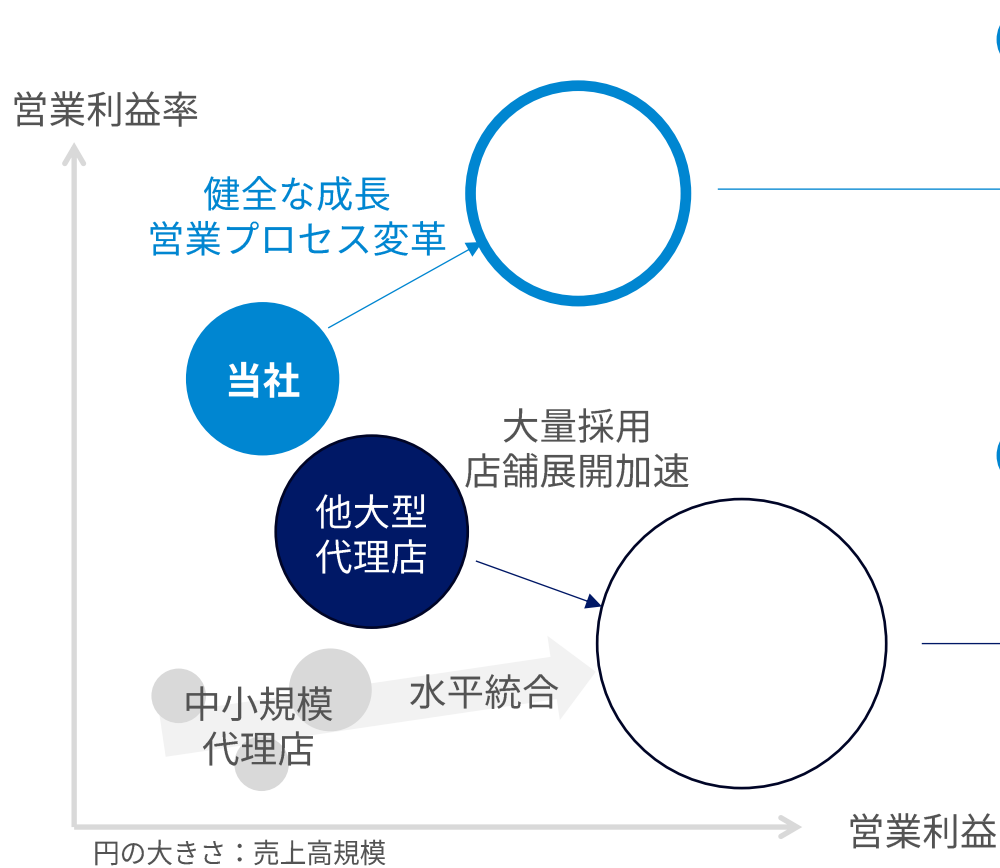 営業利益率
健全な成長
営業プロセス変革
当社
大量採用
店舗展開加速
他大型
代理店
水平統合
中小規模
代理店
営業利益
円の大きさ：売上高規模